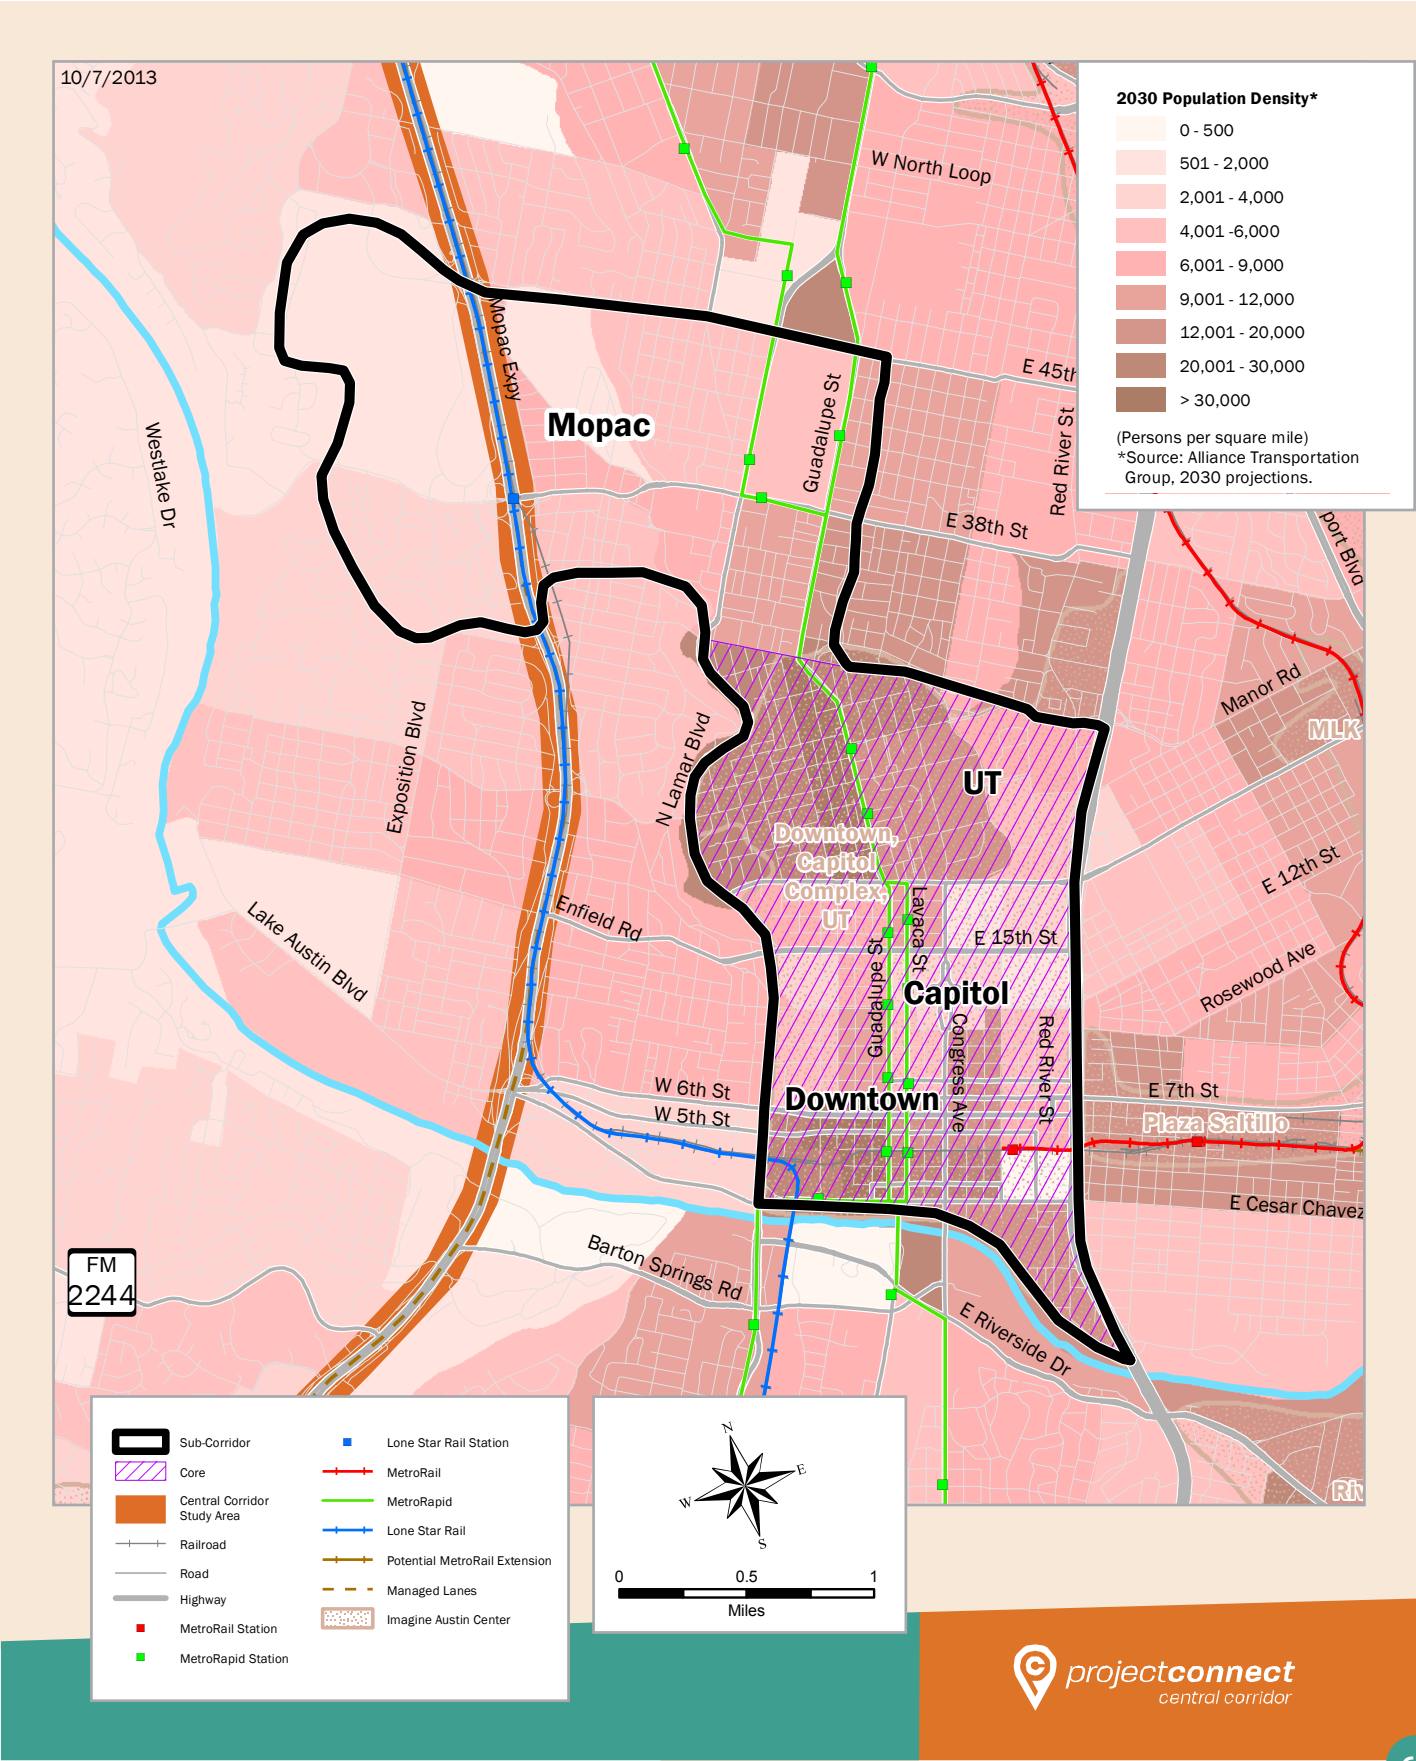 10/7/2013
2030 Population Density*
0 - 500
501 - 2,000
2,001 - 4,000
4,001 -6,000
6,001 - 9,000
9,001 - 12,000
12,001 - 20,000
20,001 - 30,000
> 30,000
(Persons per square mile)
*Source: Alliance Transportation
Group, 2030 projections.
W North Loop
E 45th
Mopac Expy
Mopac
Guadalupe St
Red River St
Westlake Dr
E 38th St
port Blvd
Manor Rd
MLK
Exposition Blvd
N Lamar Blvd
UT
Downtown,
Capitol
Complex,
UT
E 12th St
Lake Austin Blvd
Enfield Rd
Lavaca St
E 15th St
Guadalupe St
Capitol
Rosewood Ave
Congress Ave
Red River St
W 6th St
Downtown
E 7th St
W 5th St
Plaza Saltillo
E Cesar Chavez
Barton Springs Rd
FM
2244
E Riverside Dr
Riv
Sub-Corridor
Core
Central Corridor
Study Area
Railroad
Road
Highway
MetroRail Station
MetroRapid Station
Lone Star Rail Station
MetroRail
MetroRapid
Lone Star Rail
Potential MetroRail Extension
Managed Lanes
Imagine Austin Center
N
E
W
S
0 0.5 1
Miles
projectconnect
central corridor